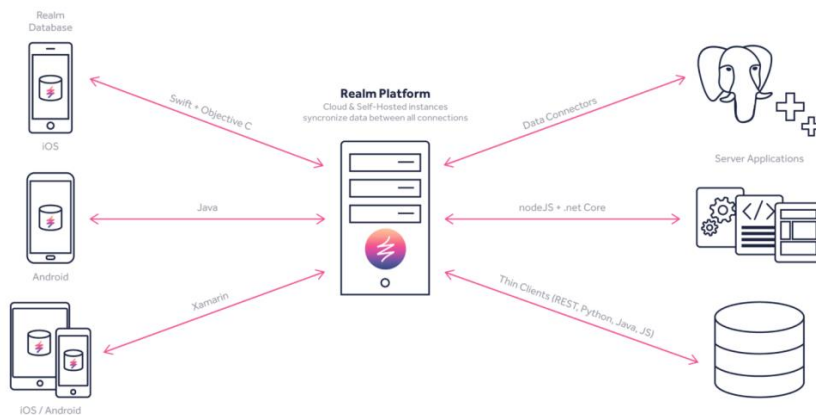 Realm
Database
iOS
Swift + Objective C
Android
Java
iOS / Android
Xamarin
Realm Platform
Cloud & Self-Hosted instances
syncronize data between all connections
Data Connectors
Server Applications
nodeJS + .net Core
</>
Thin Clients (REST, Python, Java, JS)